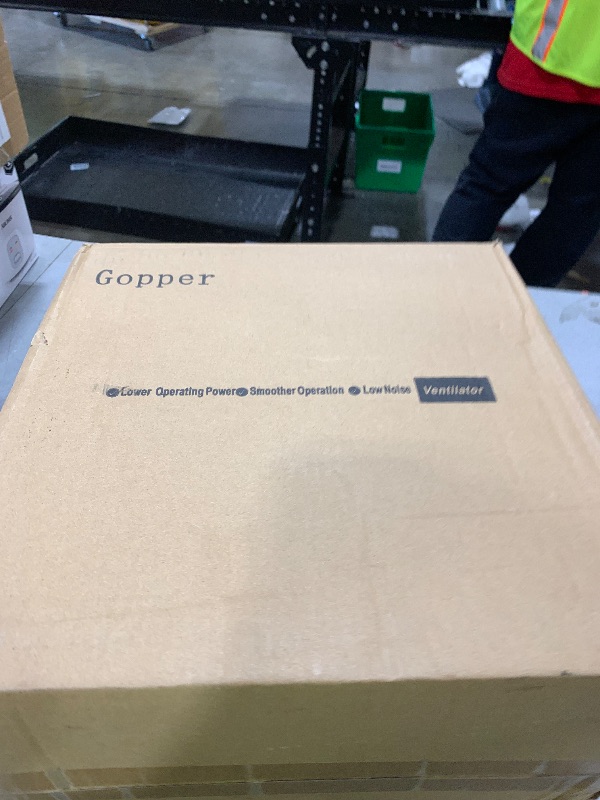 Gopper
Lower Operating Power Smoother Operation Low Noise Ventilator